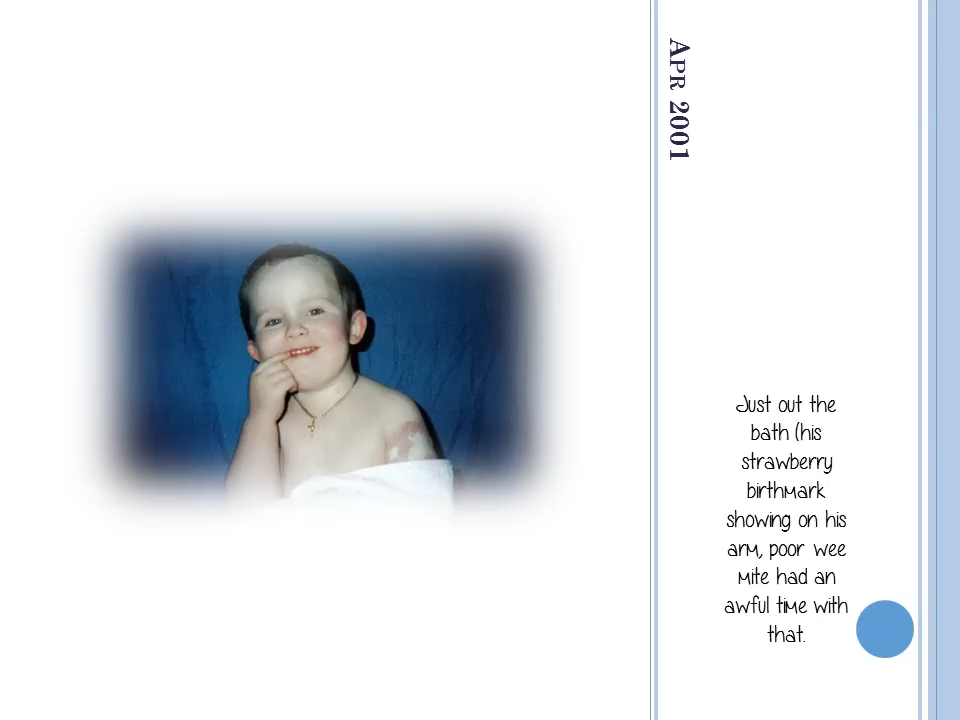 APR 2001
Just out the
bath (his
strawberry
birthmark
showing on his
arm, poor wee
mite had an
awful time with
that.